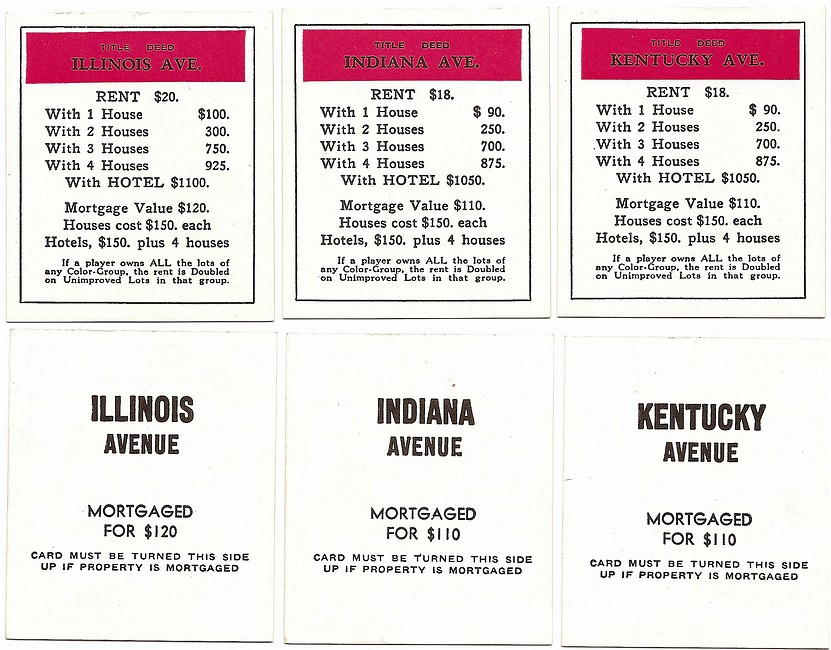 TITLE DEED
ILLINOIS AVE.
RENT $20.
With 1 House $100.
With 2 Houses 300.
With 3 Houses 750.
With 4 Houses 925.
With HOTEL $1100.
Mortgage Value $120.
Houses cost $150. each
Hotels, $150. plus 4 houses
If a player owns ALL the lots of
any Color-Group, the rent is Doubled
on Unimproved Lots in that group.
TITLE DEED
INDIANA AVE.
RENT $18.
With 1 House $ 90.
With 2 Houses 250.
With 3 Houses 700.
With 4 Houses 875.
With HOTEL $1050.
Mortgage Value $110.
Houses cost $150. each
Hotels, $150. plus 4 houses
If a player owns ALL the lots of
any Color-Group, the rent is Doubled
on Unimproved Lots in that group.
TITLE DEED
KENTUCKY AVE.
RENT $18.
With 1 House $ 90.
With 2 Houses 250.
With 3 Houses 700.
With 4 Houses 875.
With HOTEL $1050.
Mortgage Value $110.
Houses cost $150. each
Hotels, $150. plus 4 houses
If a player owns ALL the lots of
any Color-Group, the rent is Doubled
on Unimproved Lots in that group.
ILLINOIS
AVENUE
MORTGAGED
FOR $120
CARD MUST BE TURNED THIS SIDE
UP IF PROPERTY IS MORTGAGED
INDIANA
AVENUE
MORTGAGED
FOR $110
CARD MUST BE TURNED THIS SIDE
UP IF PROPERTY IS MORTGAGED
KENTUCKY
AVENUE
MORTGAGED
FOR $110
CARD MUST BE TURNED THIS SIDE
UP IF PROPERTY IS MORTGAGED